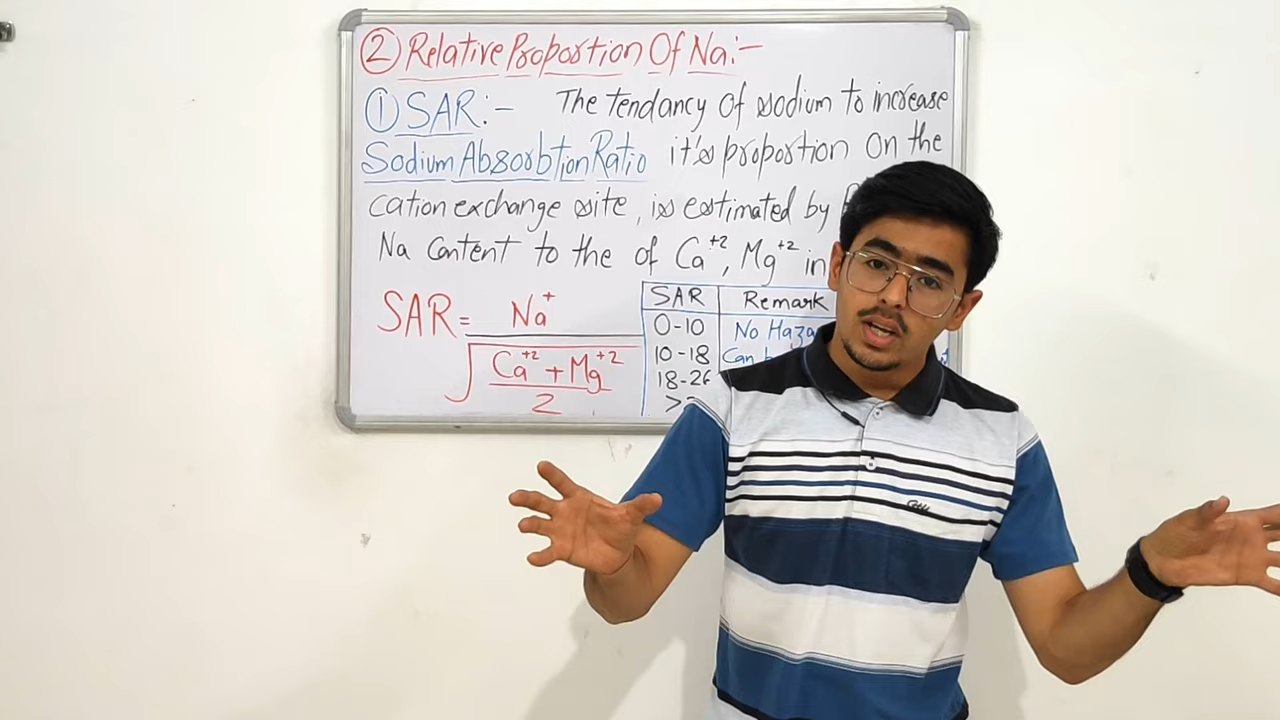 ② Relative Proportion Of Na:-
① SAR:- The tendancy Of sodium to increase
Sodium Absorbtion Ratio it's proportion on the
cation exchange site, is estimated by
Na Content to the of Ca+2, Mg+2 in
SAR = Na+ / √((Ca+2 + Mg+2) / 2)
SAR Remark
0-10 No
10-18 Can
18-26
>